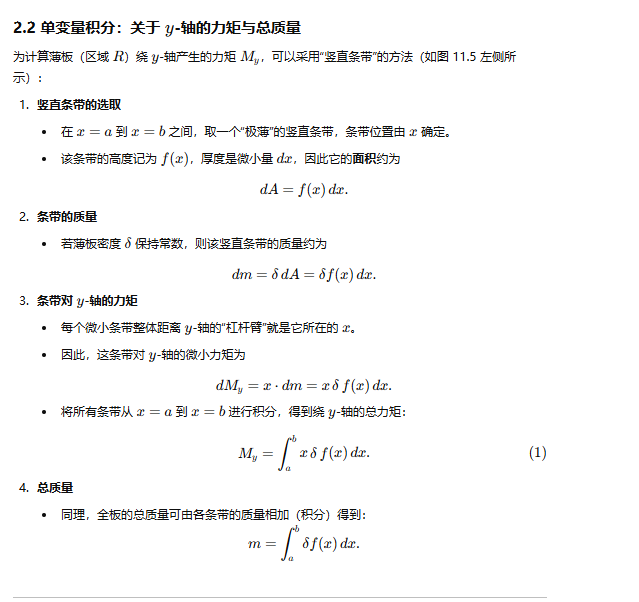 2.2 单变量积分：关于 y-轴的力矩与总质量
为计算薄板（区域 R）绕 y-轴产生的力矩 M_y，可以采用“竖直条带”的方法（如图 11.5 左侧所
示）：
1. 竖直条带的选取
• 在 x = a 到 x = b 之间，取一个“极薄”的竖直条带，条带位置由 x 确定。
• 该条带的高度记为 f(x)，厚度是微小量 dx，因此它的面积约为
dA = f(x) dx.
2. 条带的质量
• 若薄板密度 δ 保持常数，则该竖直条带的质量约为
dm = δ dA = δf(x) dx.
3. 条带对 y-轴的力矩
• 每个微小条带整体距离 y-轴的“杠杆臂”就是它所在的 x。
• 因此，这条带对 y-轴的微小力矩为
dM_y = x · dm = x δ f(x) dx.
• 将所有条带从 x = a 到 x = b 进行积分，得到绕 y-轴的总力矩：
M_y = ∫_a^b x δ f(x) dx. (1)
4. 总质量
• 同理，全板的总质量可由各条带的质量相加（积分）得到：
m = ∫_a^b δf(x) dx.